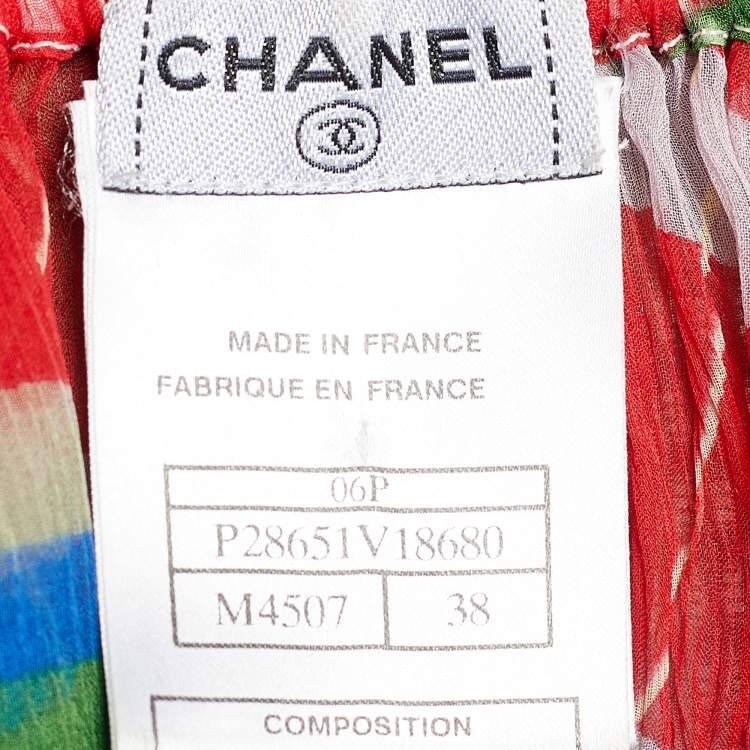 CHANEL
MADE IN FRANCE
FABRIQUE EN FRANCE
06P
P28651V18680
M4507 38
COMPOSITION